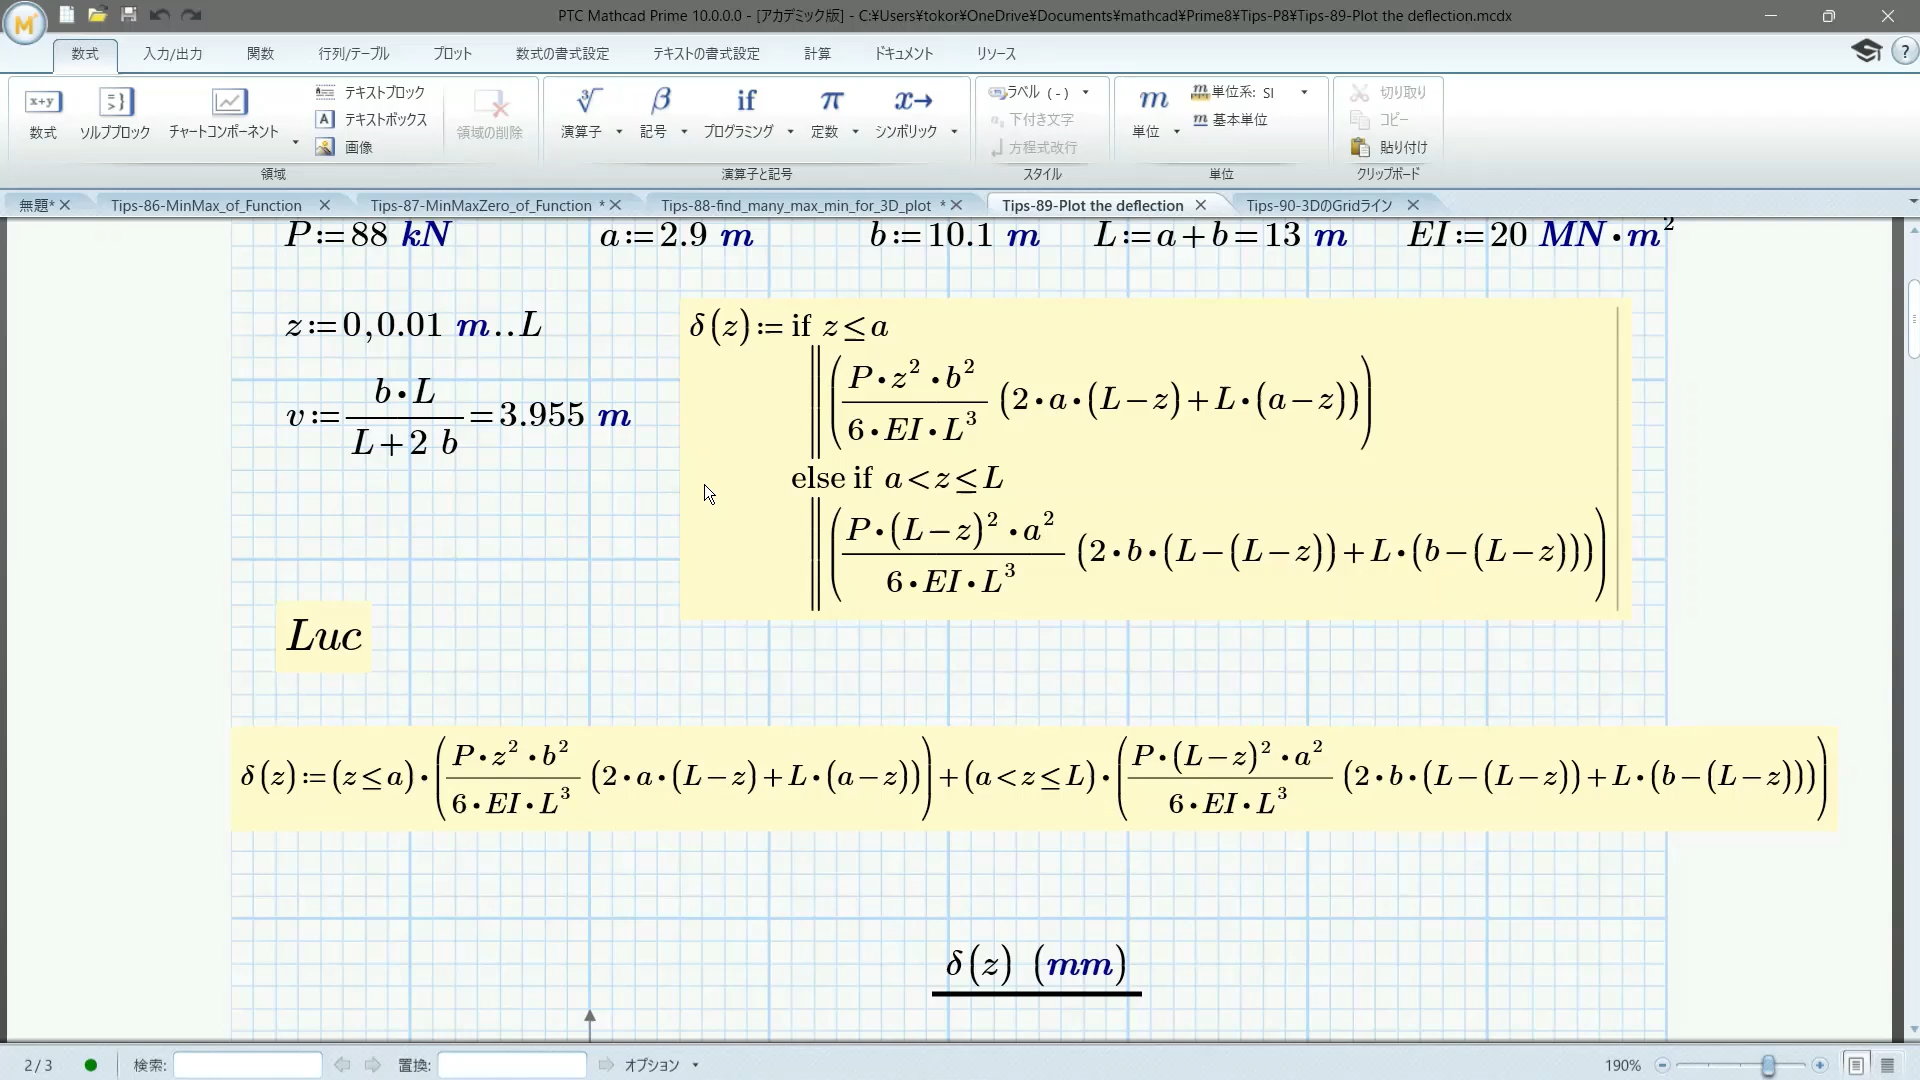 PTC Mathcad Prime 10.0.0.0 - [アカデミック版] - C:¥Users¥tokor¥OneDrive¥Documents¥mathcad¥Prime8¥Tips-P8¥Tips-89-Plot the deflection.mcdx
数式 入力/出力 関数 行列/テーブル プロット 数式の書式設定 テキストの書式設定 計算 ドキュメント リソース
数式 ソルブブロック チャートコンポーネント
テキストブロック
テキストボックス
画像
領域の削除
領域
演算子 記号 プログラミング 定数 シンボリック
演算子と記号
ラベル (-)
下付き文字
方程式改行
スタイル
単位
単位系: SI
基本単位
単位
切り取り
コピー
貼り付け
クリップボード
無題* Tips-86-MinMax_of_Function Tips-87-MinMaxZero_of_Function * Tips-88-find_many_max_min_for_3D_plot * Tips-89-Plot the deflection Tips-90-3DのGridライン
P:=88 kN a:=2.9 m b:=10.1 m L:=a+b=13 m EI:=20 MN·m²
z:=0,0.01 m..L
v:=(b·L)/(L+2 b)=3.955 m
δ(z):=if z≤a
((P·z²·b²)/(6·EI·L³) (2·a·(L−z)+L·(a−z)))
else if a<z≤L
((P·(L−z)²·a²)/(6·EI·L³) (2·b·(L−(L−z))+L·(b−(L−z))))
Luc
δ(z):=(z≤a)·((P·z²·b²)/(6·EI·L³) (2·a·(L−z)+L·(a−z)))+(a<z≤L)·((P·(L−z)²·a²)/(6·EI·L³) (2·b·(L−(L−z))+L·(b−(L−z))))
δ(z) (mm)
2 / 3 検索: 置換: オプション 190%